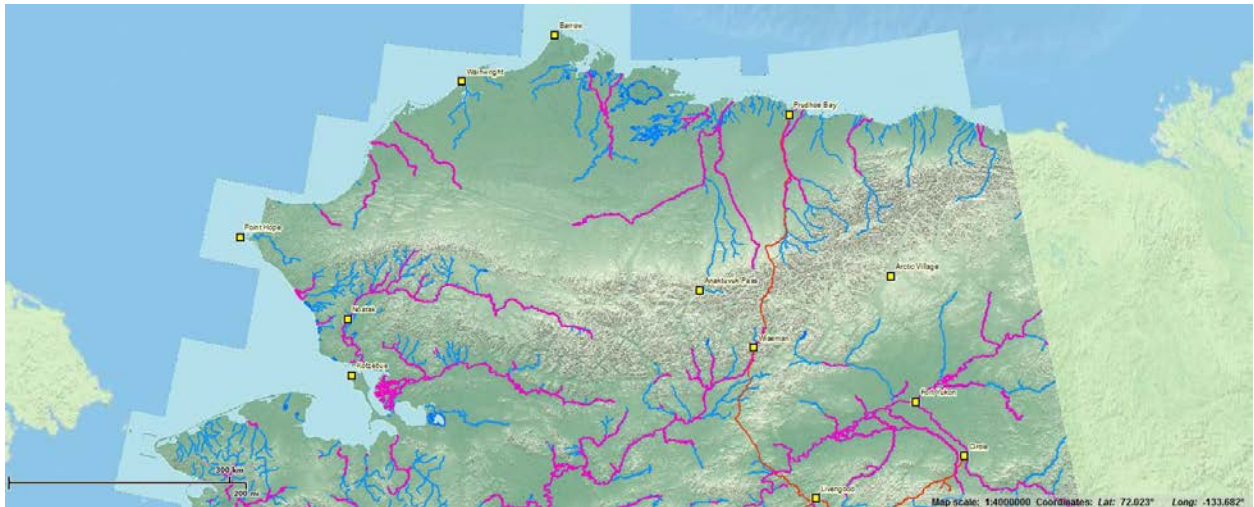 Barrow
Wainwright
Prudhoe Bay
Point Hope
Arctic Village
Anaktuvuk Pass
Noatak
Wiseman
Kotzebue
Fort Yukon
Circle
300 km
200 mi
Livengood
Map scale: 1:4000000 Coordinates: Lat: 72.023° Long: -133.682°